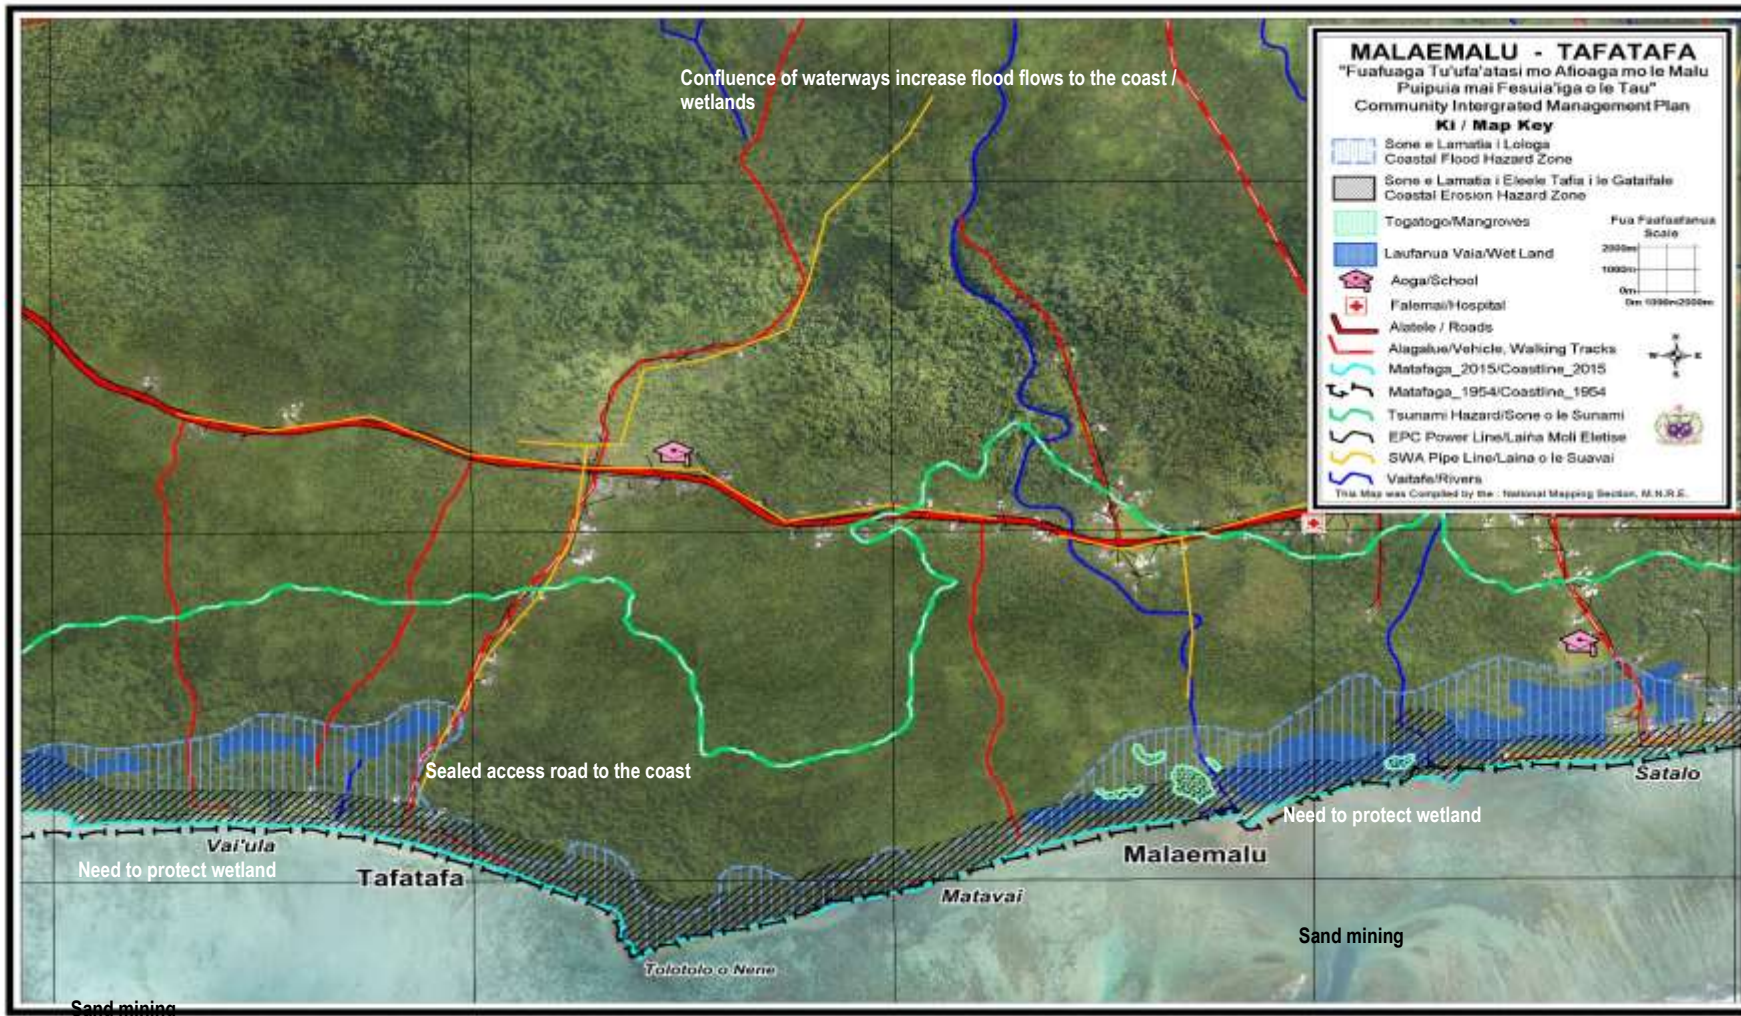 Confluence of waterways increase flood flows to the coast /
wetlands
MALAEMALU - TAFATAFA
"Fuafuaga Tu'ufa'atasi mo Afioaga mo le Malu
Puipuia mai Fesuia'iga o le Tau"
Community Intergrated Management Plan
Ki / Map Key
Sone e Lamatia i Lologa
Coastal Flood Hazard Zone
Sone e Lamatia i Eleele Tafia i le Gataifale
Coastal Erosion Hazard Zone
Togatogo/Mangroves
Laufanua Vaia/Wet Land
Aoga/School
Falemai/Hospital
Alatele / Roads
Alagalue/Vehicle, Walking Tracks
Matafaga_2015/Coastline_2015
Matafaga_1954/Coastline_1954
Tsunami Hazard/Sone o le Sunami
EPC Power Line/Laina Moli Eletise
SWA Pipe Line/Laina o le Suavai
Vaitafe/Rivers
This Map was Compiled by the : National Mapping Section, M.N.R.E.
Fua Faafaafanua
Scale
2000m
1000m
0m
0m 1000m2000m
N
W E
S
Sealed access road to the coast
Satalo
Need to protect wetland
Vai'ula
Malaemalu
Need to protect wetland
Tafatafa
Matavai
Sand mining
Tolotolo o Nene
Sand mining